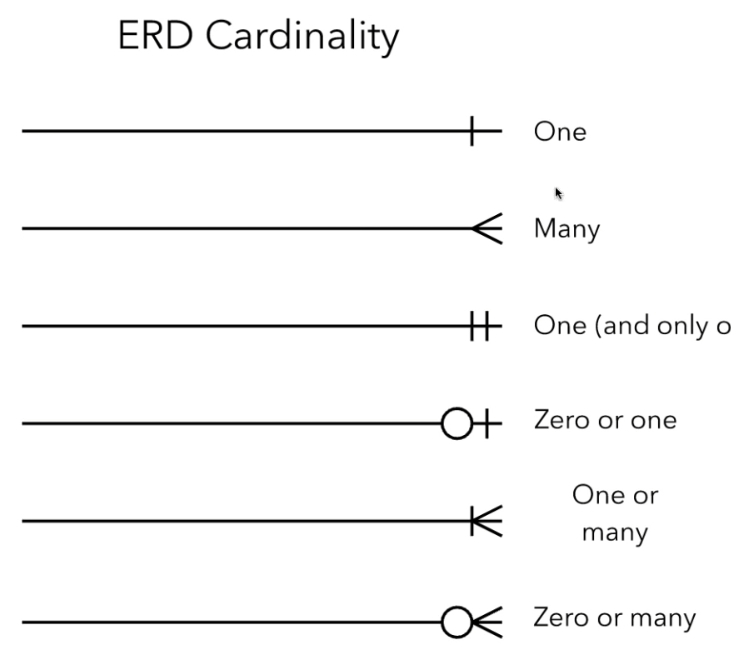 ERD Cardinality
One
Many
One (and only o
Zero or one
One or
many
Zero or many